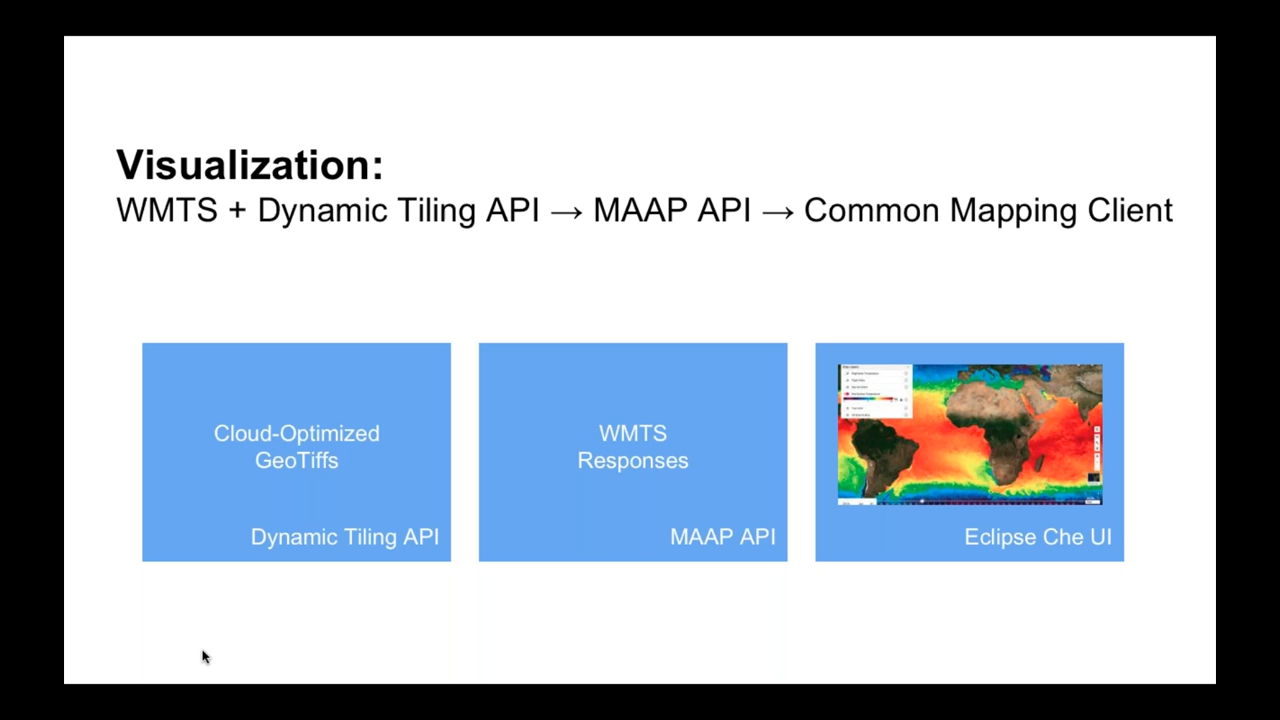 Visualization:
WMTS + Dynamic Tiling API → MAAP API → Common Mapping Client
Cloud-Optimized
GeoTiffs
Dynamic Tiling API
WMTS
Responses
MAAP API
Eclipse Che UI